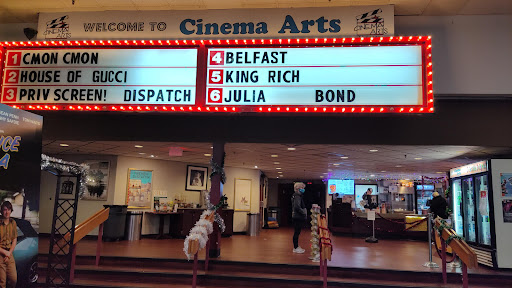 WELCOME TO Cinema Arts
1 CMON CMON
2 HOUSE OF GUCCI
3 PRIV SCREEN! DISPATCH
4 BELFAST
5 KING RICH
6 JULIA BOND